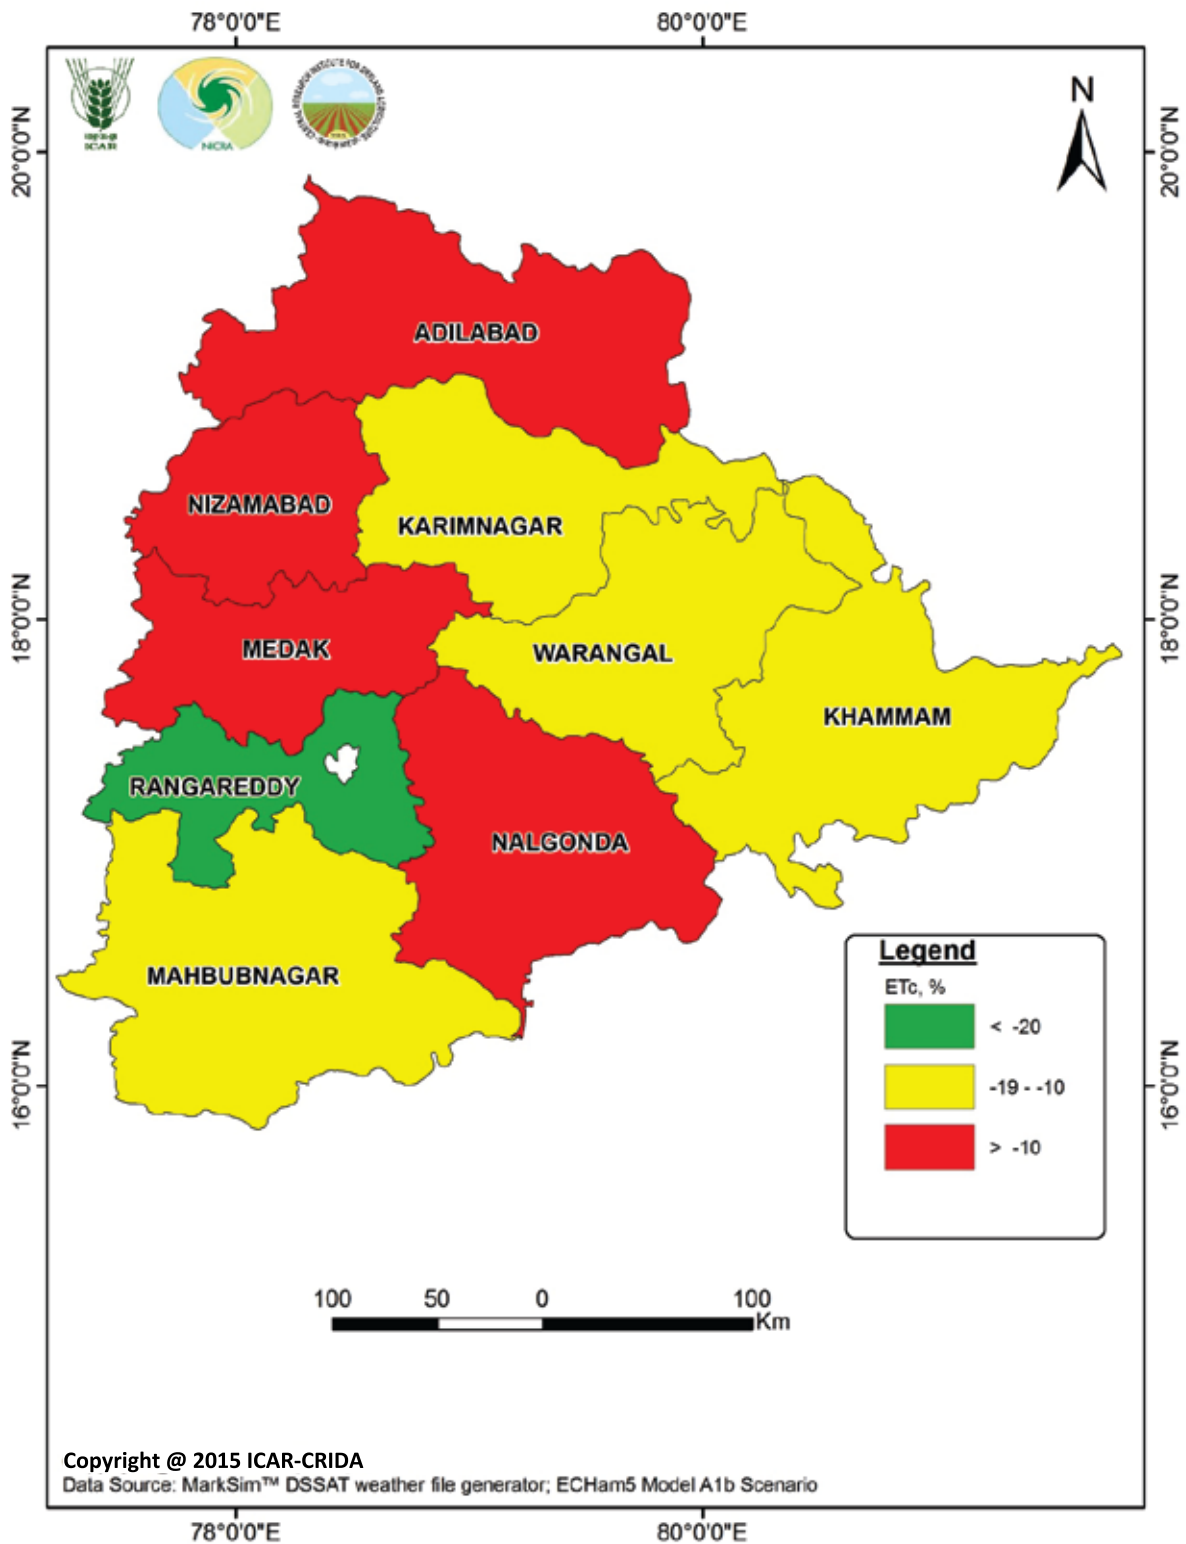 78°0'0"E 80°0'0"E
20°0'0"N 20°0'0"N
ICAR
NICRA
N
ADILABAD
NIZAMABAD
KARIMNAGAR
18°0'0"N 18°0'0"N
MEDAK
WARANGAL
KHAMMAM
RANGAREDDY
NALGONDA
MAHBUBNAGAR
16°0'0"N 16°0'0"N
Legend
ETc, %
< -20
-19 - -10
> -10
100 50 0 100
Km
Copyright @ 2015 ICAR-CRIDA
Data Source: MarkSim™ DSSAT weather file generator; ECHam5 Model A1b Scenario
78°0'0"E 80°0'0"E